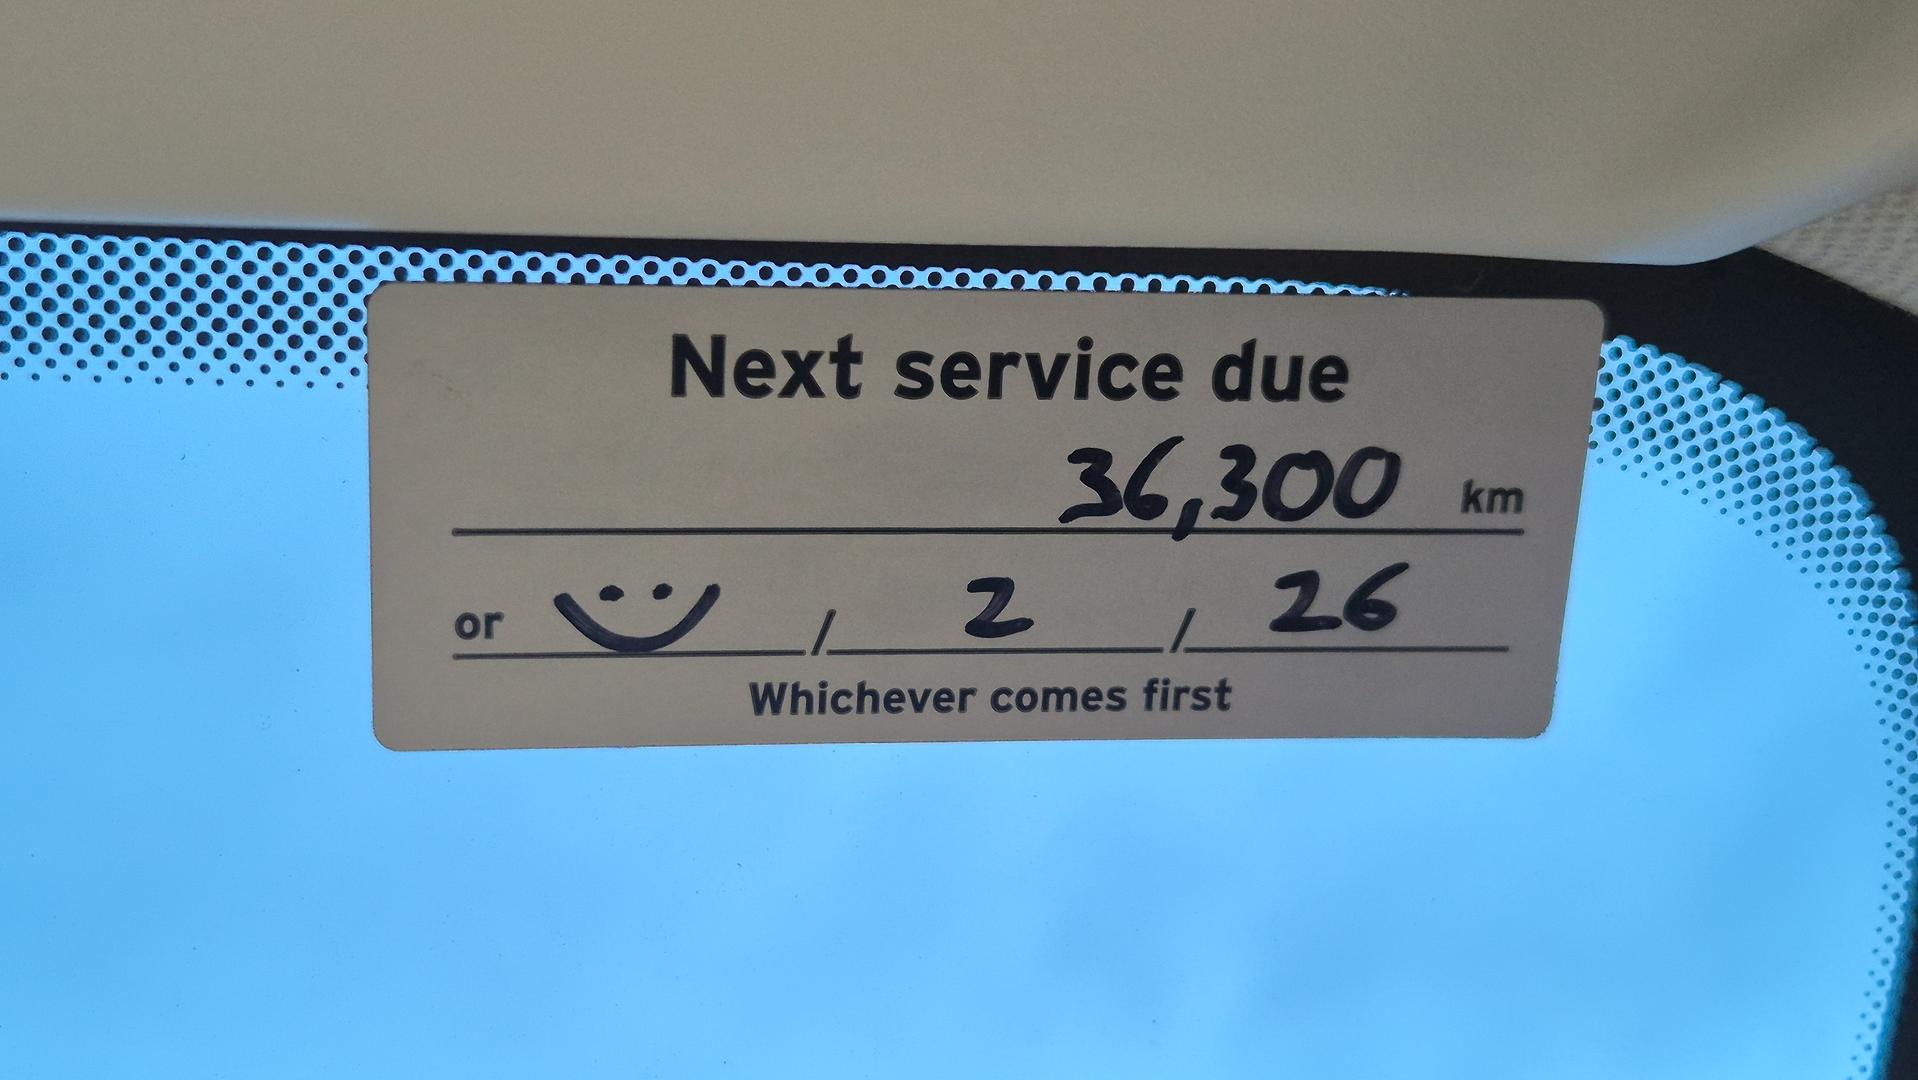 Next service due
36,300 km
or / 2 / 26
Whichever comes first